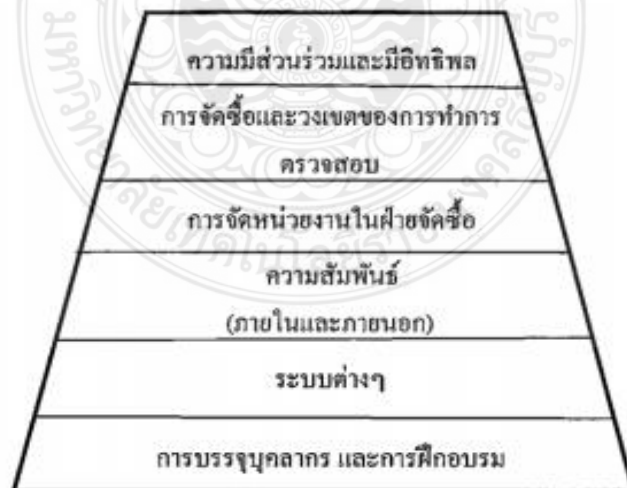 ความมีส่วนร่วมและมีอิทธิพล
การจัดซื้อและวงเขตของการทำการ
ตรวจสอบ
การจัดหน่วยงานในฝ่ายจัดซื้อ
ความสัมพันธ์
(ภายในและภายนอก)
ระบบต่างๆ
การบรรจุบุคลากร และการฝึกอบรม